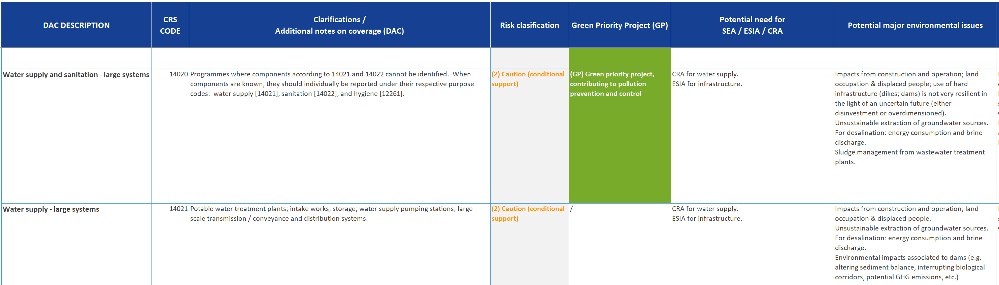 DAC DESCRIPTION
CRS
CODE
Clarifications /
Additional notes on coverage (DAC)
Risk clasification
Green Priority Project (GP)
Potential need for
SEA / ESIA / CRA
Potential major environmental issues
Water supply and sanitation - large systems
14020
Programmes where components according to 14021 and 14022 cannot be identified.  When
components are known, they should individually be reported under their respective purpose
codes:  water supply [14021], sanitation [14022], and hygiene [12261].
(2) Caution (conditional
support)
(GP) Green priority project,
contributing to pollution
prevention and control
CRA for water supply.
ESIA for infrastructure.
Impacts from construction and operation; land
occupation & displaced people; use of hard
infrastructure (dikes; dams) is not very resilient in
the light of an uncertain future (either
disinvestment or overdimensioned).
Unsustainable extraction of groundwater sources.
For desalination: energy consumption and brine
discharge.
Sludge management from wastewater treatment
plants.
Water supply - large systems
14021
Potable water treatment plants; intake works; storage; water supply pumping stations; large
scale transmission / conveyance and distribution systems.
(2) Caution (conditional
support)
/
CRA for water supply.
ESIA for infrastructure.
Impacts from construction and operation; land
occupation & displaced people.
Unsustainable extraction of groundwater sources.
For desalination: energy consumption and brine
discharge.
Environmental impacts associated to dams (e.g.
altering sediment balance, interrupting biological
corridors, potential GHG emissions, etc.)